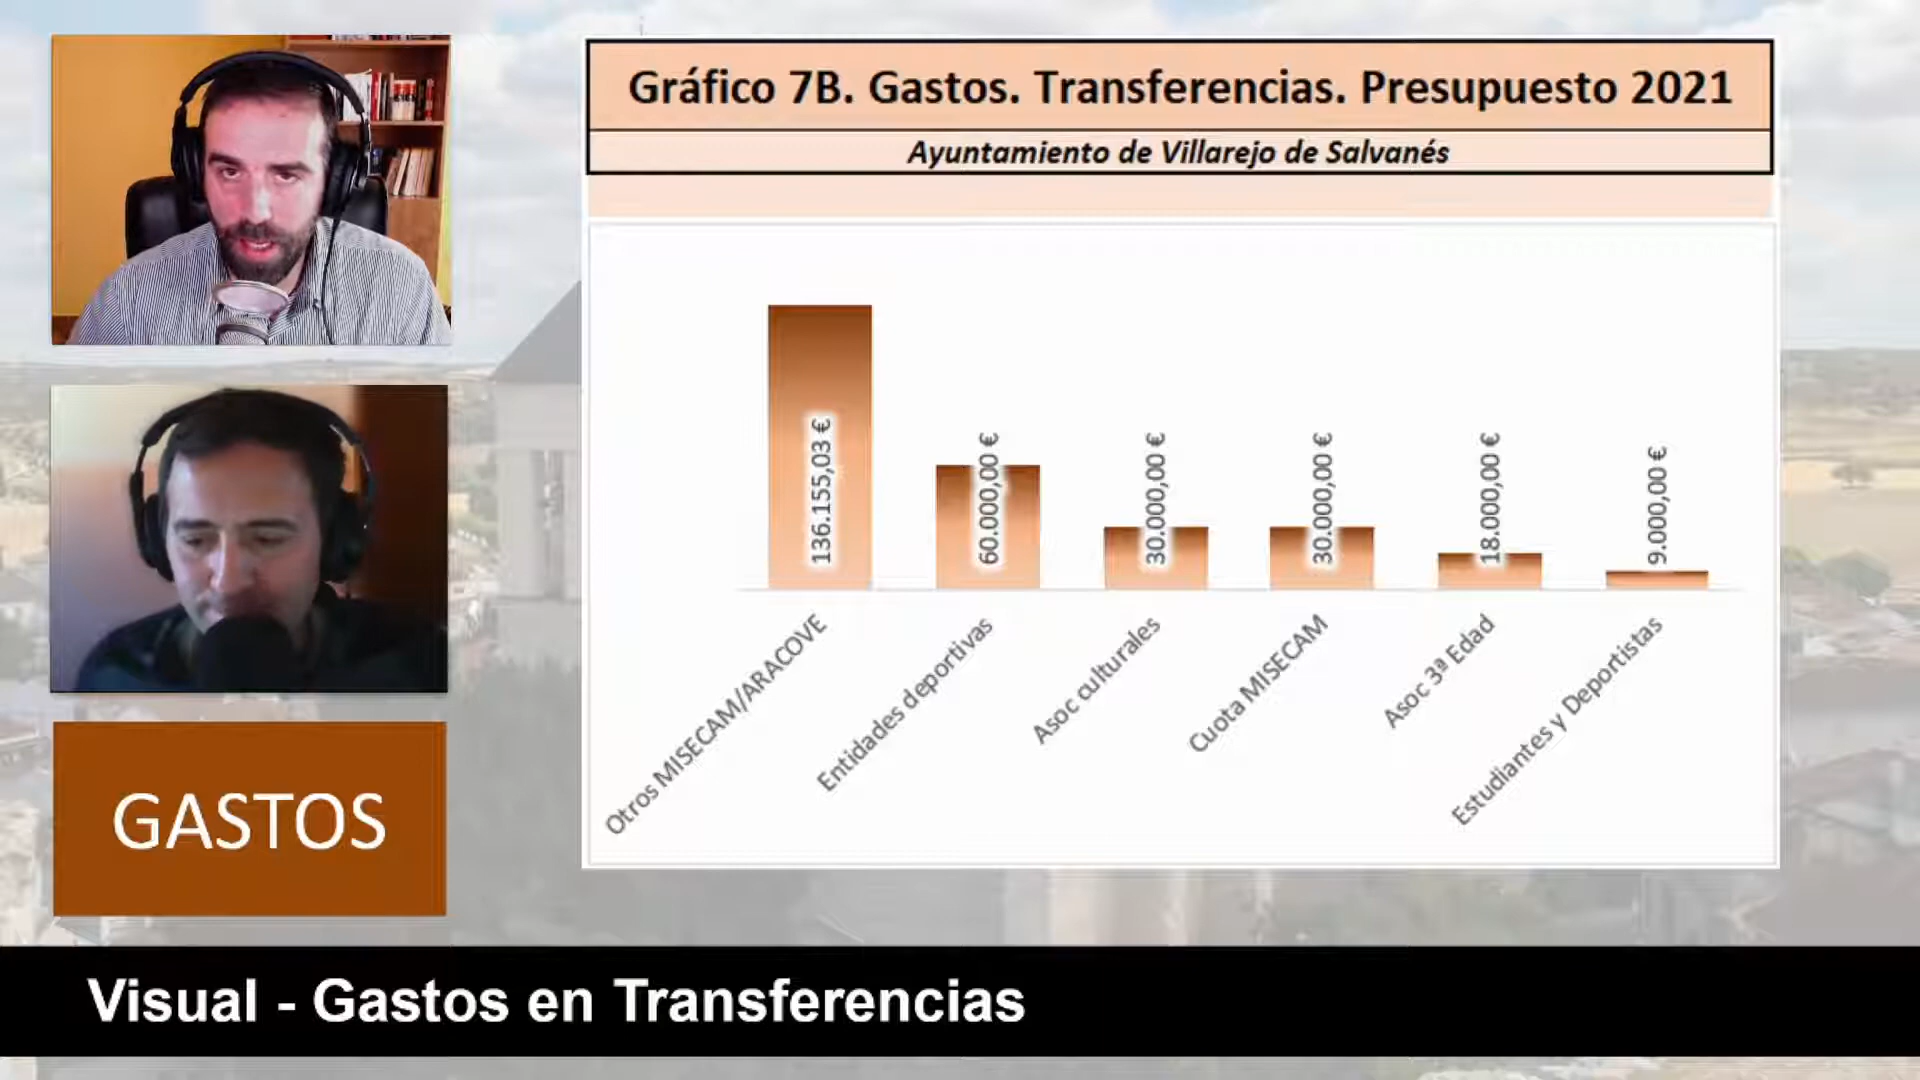 Gráfico 7B. Gastos. Transferencias. Presupuesto 2021
Ayuntamiento de Villarejo de Salvanés
136.155,03 €
60.000,00 €
30.000,00 €
30.000,00 €
18.000,00 €
9.000,00 €
Otros MISECAM/ARACOVE
Entidades deportivas
Asoc culturales
Cuota MISECAM
Asoc 3ª Edad
Estudiantes y Deportistas
GASTOS
Visual - Gastos en Transferencias